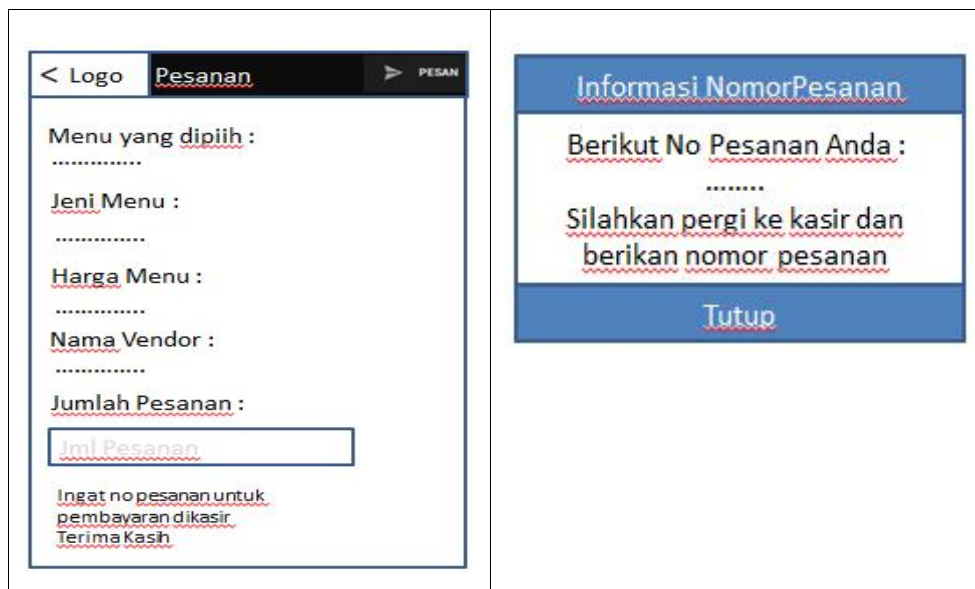 < Logo Pesanan PESAN
Menu yang dipiih :
..............
Jeni Menu :
..............
Harga Menu :
..............
Nama Vendor :
..............
Jumlah Pesanan :
Jml Pesanan
Ingat no pesanan untuk
pembayaran dikasir
Terima Kasih
Informasi NomorPesanan
Berikut No Pesanan Anda :
........
Silahkan pergi ke kasir dan
berikan nomor pesanan
Tutup